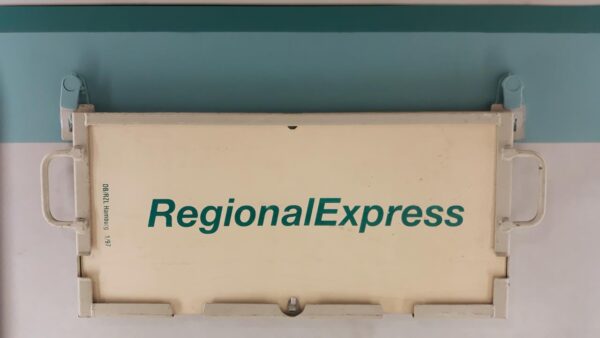 RegionalExpress
DB/RZL Hamburg 1/97